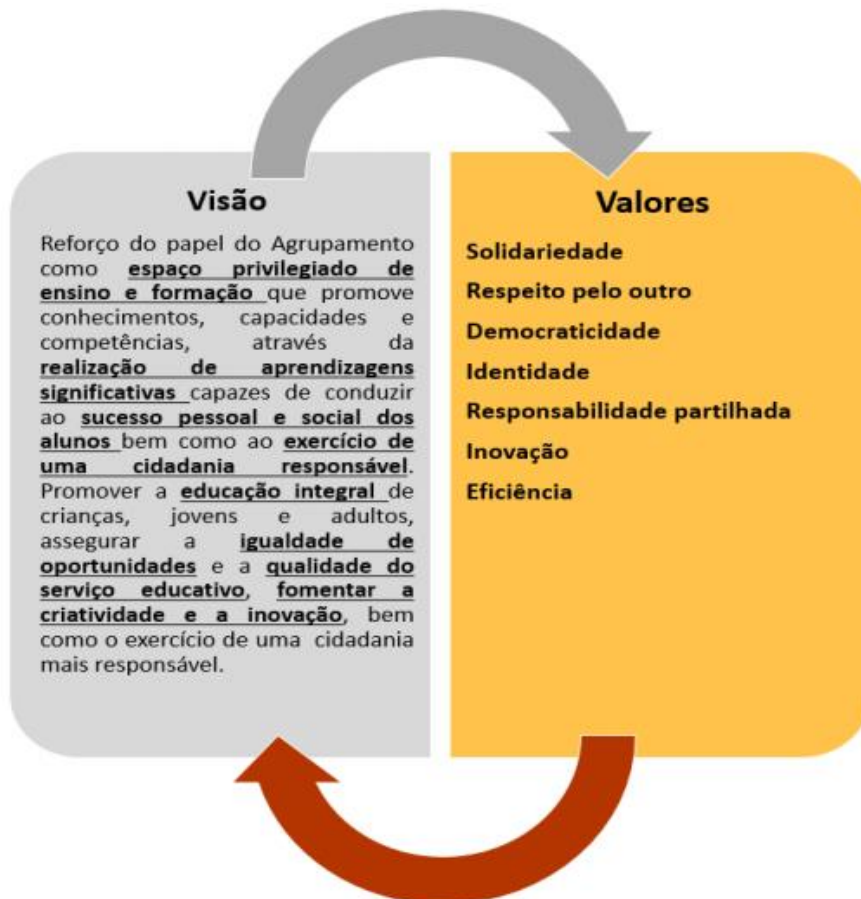 Visão
Reforço do papel do Agrupamento
como espaço privilegiado de
ensino e formação que promove
conhecimentos, capacidades e
competências, através da
realização de aprendizagens
significativas capazes de conduzir
ao sucesso pessoal e social dos
alunos bem como ao exercício de
uma cidadania responsável.
Promover a educação integral de
crianças, jovens e adultos,
assegurar a igualdade de
oportunidades e a qualidade do
serviço educativo, fomentar a
criatividade e a inovação, bem
como o exercício de uma cidadania
mais responsável.
Valores
Solidariedade
Respeito pelo outro
Democraticidade
Identidade
Responsabilidade partilhada
Inovação
Eficiência